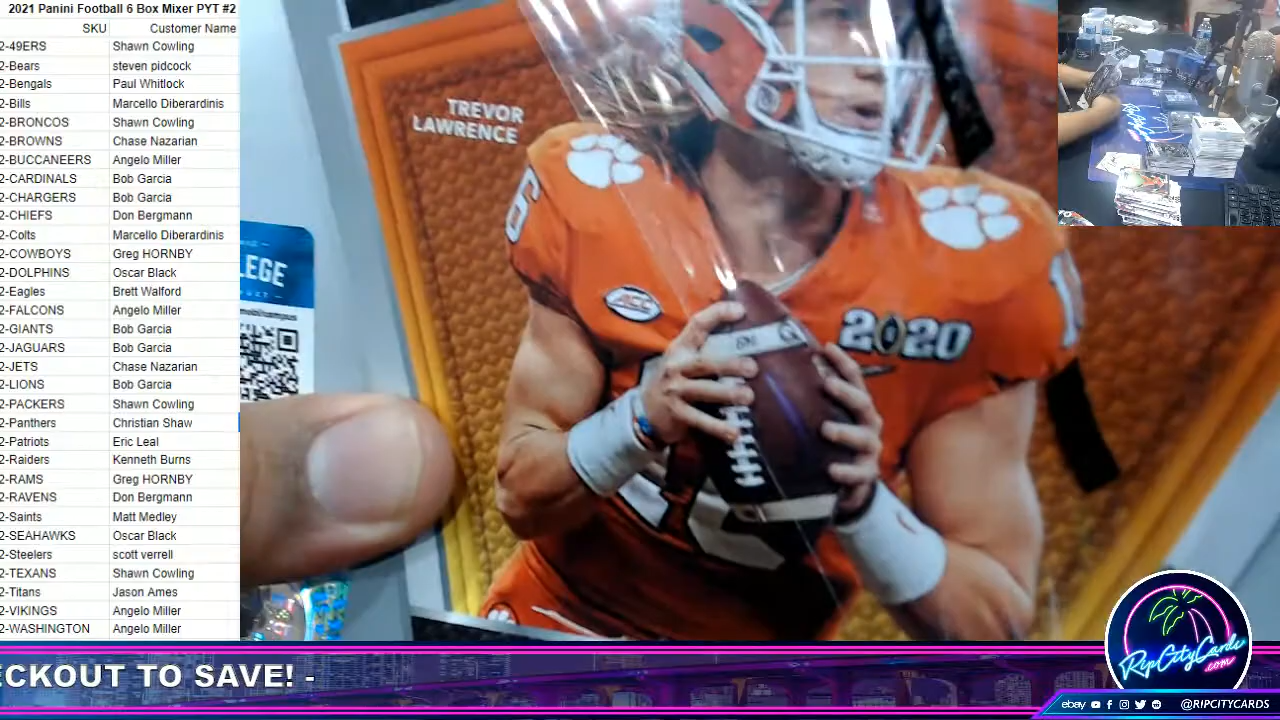 2021 Panini Football 6 Box Mixer PYT #2
SKU Customer Name
2-49ERS Shawn Cowling
2-Bears steven pidcock
2-Bengals Paul Whitlock
2-Bills Marcello Diberardinis
2-BRONCOS Shawn Cowling
2-BROWNS Chase Nazarian
2-BUCCANEERS Angelo Miller
2-CARDINALS Bob Garcia
2-CHARGERS Bob Garcia
2-CHIEFS Don Bergmann
2-Colts Marcello Diberardinis
2-COWBOYS Greg HORNBY
2-DOLPHINS Oscar Black
2-Eagles Brett Walford
2-FALCONS Angelo Miller
2-GIANTS Bob Garcia
2-JAGUARS Bob Garcia
2-JETS Chase Nazarian
2-LIONS Bob Garcia
2-PACKERS Shawn Cowling
2-Panthers Christian Shaw
2-Patriots Eric Leal
2-Raiders Kenneth Burns
2-RAMS Greg HORNBY
2-RAVENS Don Bergmann
2-Saints Matt Medley
2-SEAHAWKS Oscar Black
2-Steelers scott verrell
2-TEXANS Shawn Cowling
2-Titans Jason Ames
2-VIKINGS Angelo Miller
2-WASHINGTON Angelo Miller
TREVOR
LAWRENCE
6
ACC
2020
1
LEGE
ECKOUT TO SAVE! -
RipCityCards
.com
ebay @RIPCITYCARDS